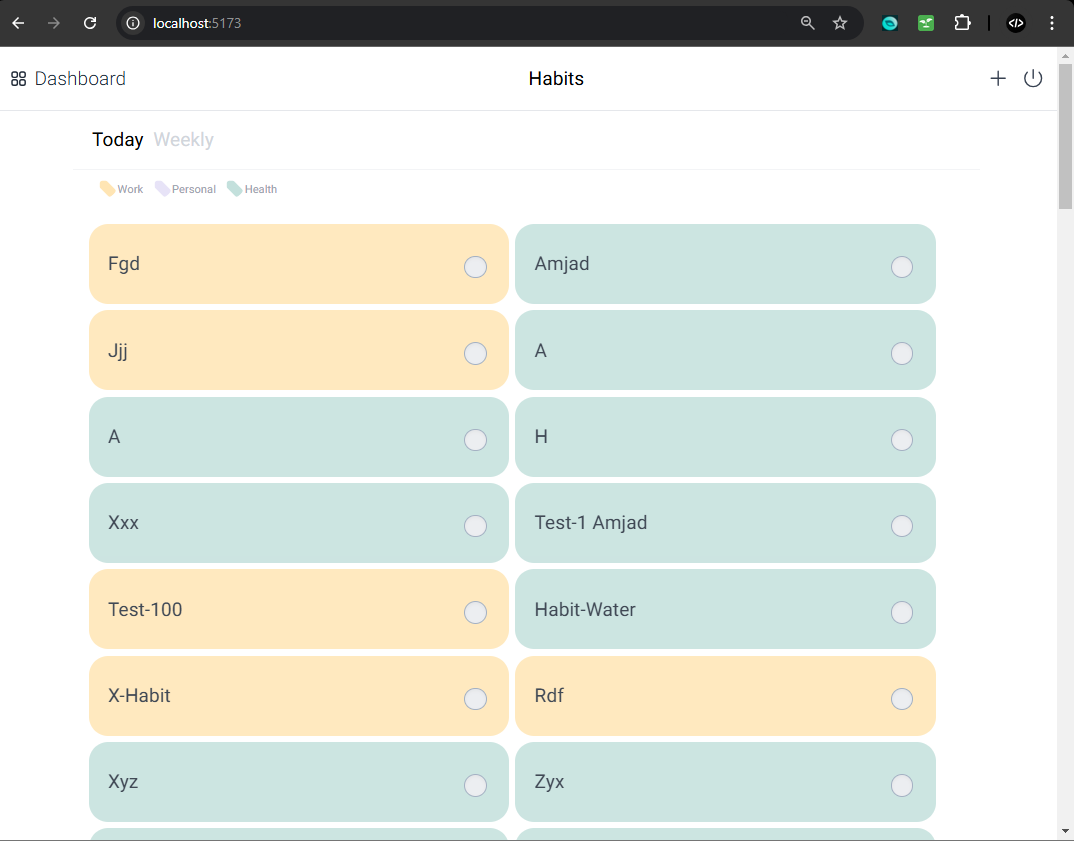 localhost:5173
Dashboard Habits
Today Weekly
Work Personal Health
Fgd Amjad
Jjj A
A H
Xxx Test-1 Amjad
Test-100 Habit-Water
X-Habit Rdf
Xyz Zyx